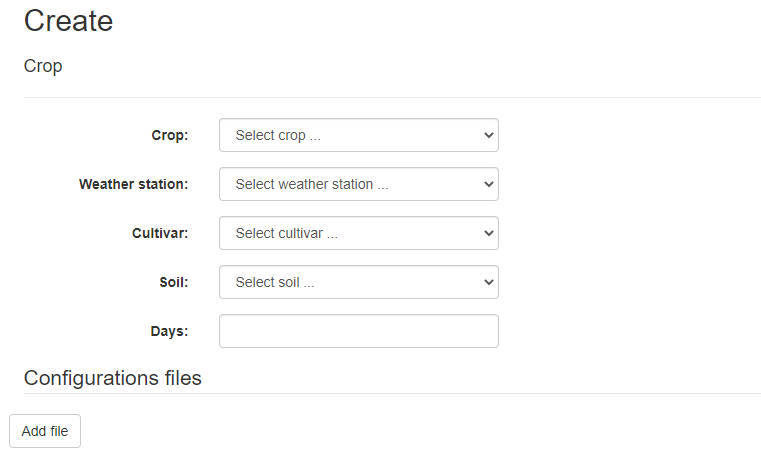 Create
Crop
Crop: Select crop ...
Weather station: Select weather station ...
Cultivar: Select cultivar ...
Soil: Select soil ...
Days:
Configurations files
Add file